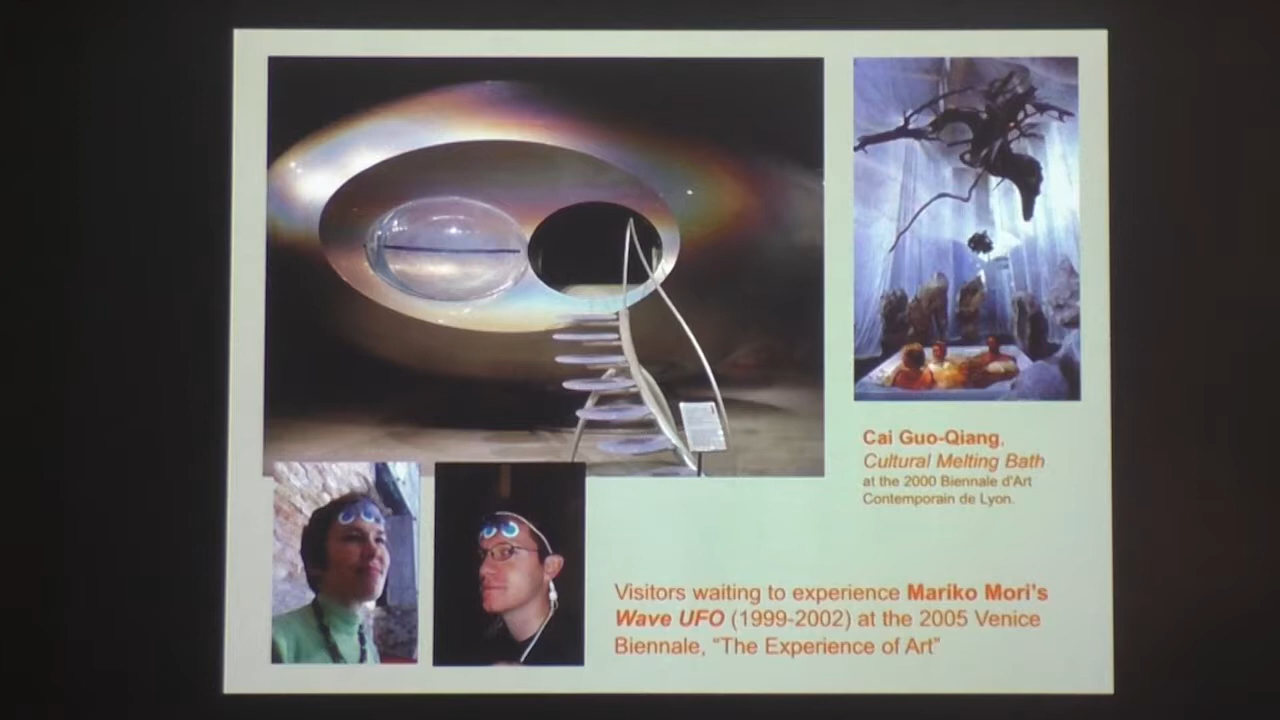 Cai Guo-Qiang,
Cultural Melting Bath
at the 2000 Biennale d'Art
Contemporain de Lyon.
Visitors waiting to experience Mariko Mori's
Wave UFO (1999-2002) at the 2005 Venice
Biennale, “The Experience of Art”